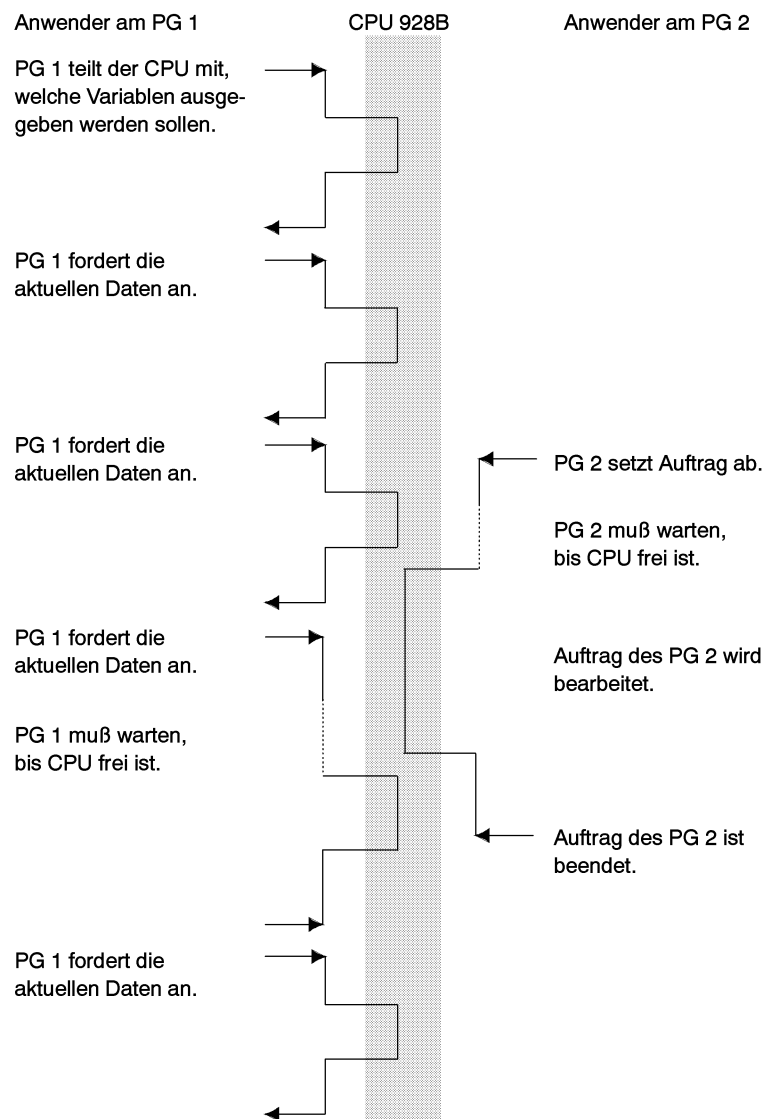 Anwender am PG 1
CPU 928B
Anwender am PG 2
PG 1 teilt der CPU mit,
welche Variablen ausge-
geben werden sollen.
PG 1 fordert die
aktuellen Daten an.
PG 1 fordert die
aktuellen Daten an.
PG 2 setzt Auftrag ab.
PG 2 muß warten,
bis CPU frei ist.
PG 1 fordert die
aktuellen Daten an.
Auftrag des PG 2 wird
bearbeitet.
PG 1 muß warten,
bis CPU frei ist.
Auftrag des PG 2 ist
beendet.
PG 1 fordert die
aktuellen Daten an.